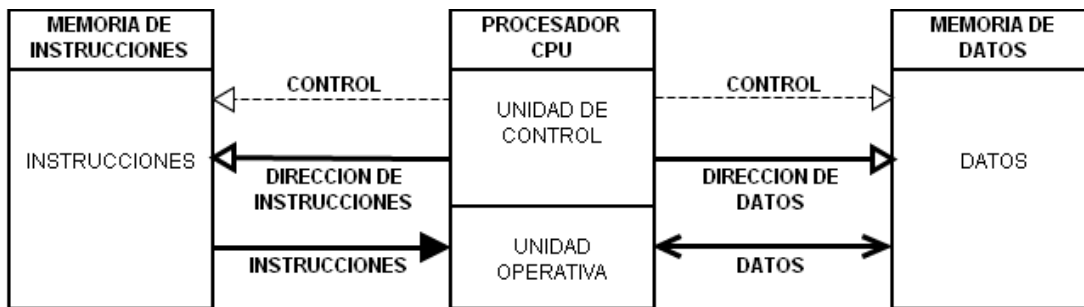 MEMORIA DE
INSTRUCCIONES
PROCESADOR
CPU
MEMORIA DE
DATOS
CONTROL
CONTROL
UNIDAD DE
CONTROL
INSTRUCCIONES
DATOS
DIRECCION DE
INSTRUCCIONES
DIRECCION DE
DATOS
UNIDAD
OPERATIVA
INSTRUCCIONES
DATOS